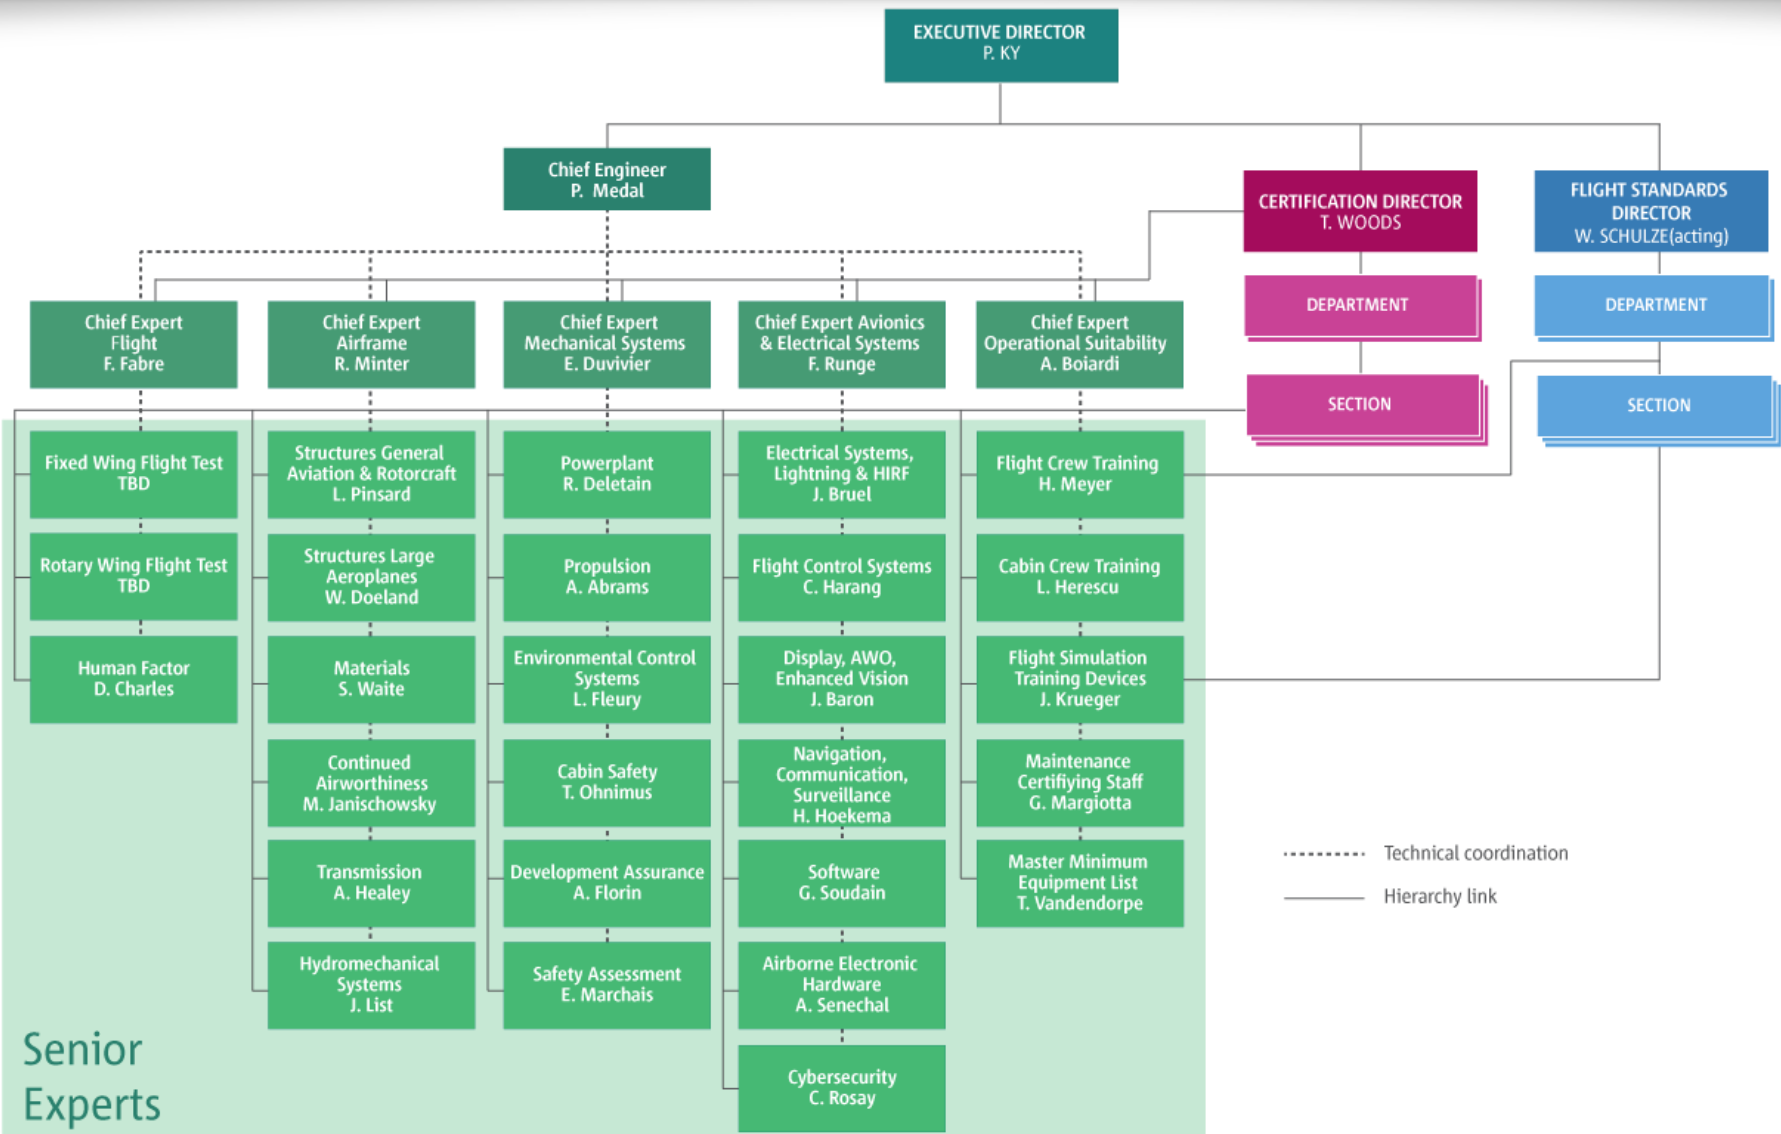 EXECUTIVE DIRECTOR
P. KY
Chief Engineer
P. Medal
CERTIFICATION DIRECTOR
T. WOODS
FLIGHT STANDARDS
DIRECTOR
W. SCHULZE(acting)
DEPARTMENT
DEPARTMENT
SECTION
SECTION
Chief Expert
Flight
F. Fabre
Chief Expert
Airframe
R. Minter
Chief Expert
Mechanical Systems
E. Duvivier
Chief Expert Avionics
& Electrical Systems
F. Runge
Chief Expert
Operational Suitability
A. Boiardi
Fixed Wing Flight Test
TBD
Rotary Wing Flight Test
TBD
Human Factor
D. Charles
Structures General
Aviation & Rotorcraft
L. Pinsard
Structures Large
Aeroplanes
W. Doeland
Materials
S. Waite
Continued
Airworthiness
M. Janischowsky
Transmission
A. Healey
Hydromechanical
Systems
J. List
Powerplant
R. Deletain
Propulsion
A. Abrams
Environmental Control
Systems
L. Fleury
Cabin Safety
T. Ohnimus
Development Assurance
A. Florin
Safety Assessment
E. Marchais
Electrical Systems,
Lightning & HIRF
J. Bruel
Flight Control Systems
C. Harang
Display, AWO,
Enhanced Vision
J. Baron
Navigation,
Communication,
Surveillance
H. Hoekema
Software
G. Soudain
Airborne Electronic
Hardware
A. Senechal
Cybersecurity
C. Rosay
Flight Crew Training
H. Meyer
Cabin Crew Training
L. Herescu
Flight Simulation
Training Devices
J. Krueger
Maintenance
Certifiying Staff
G. Margiotta
Master Minimum
Equipment List
T. Vandendorpe
Technical coordination
Hierarchy link
Senior
Experts